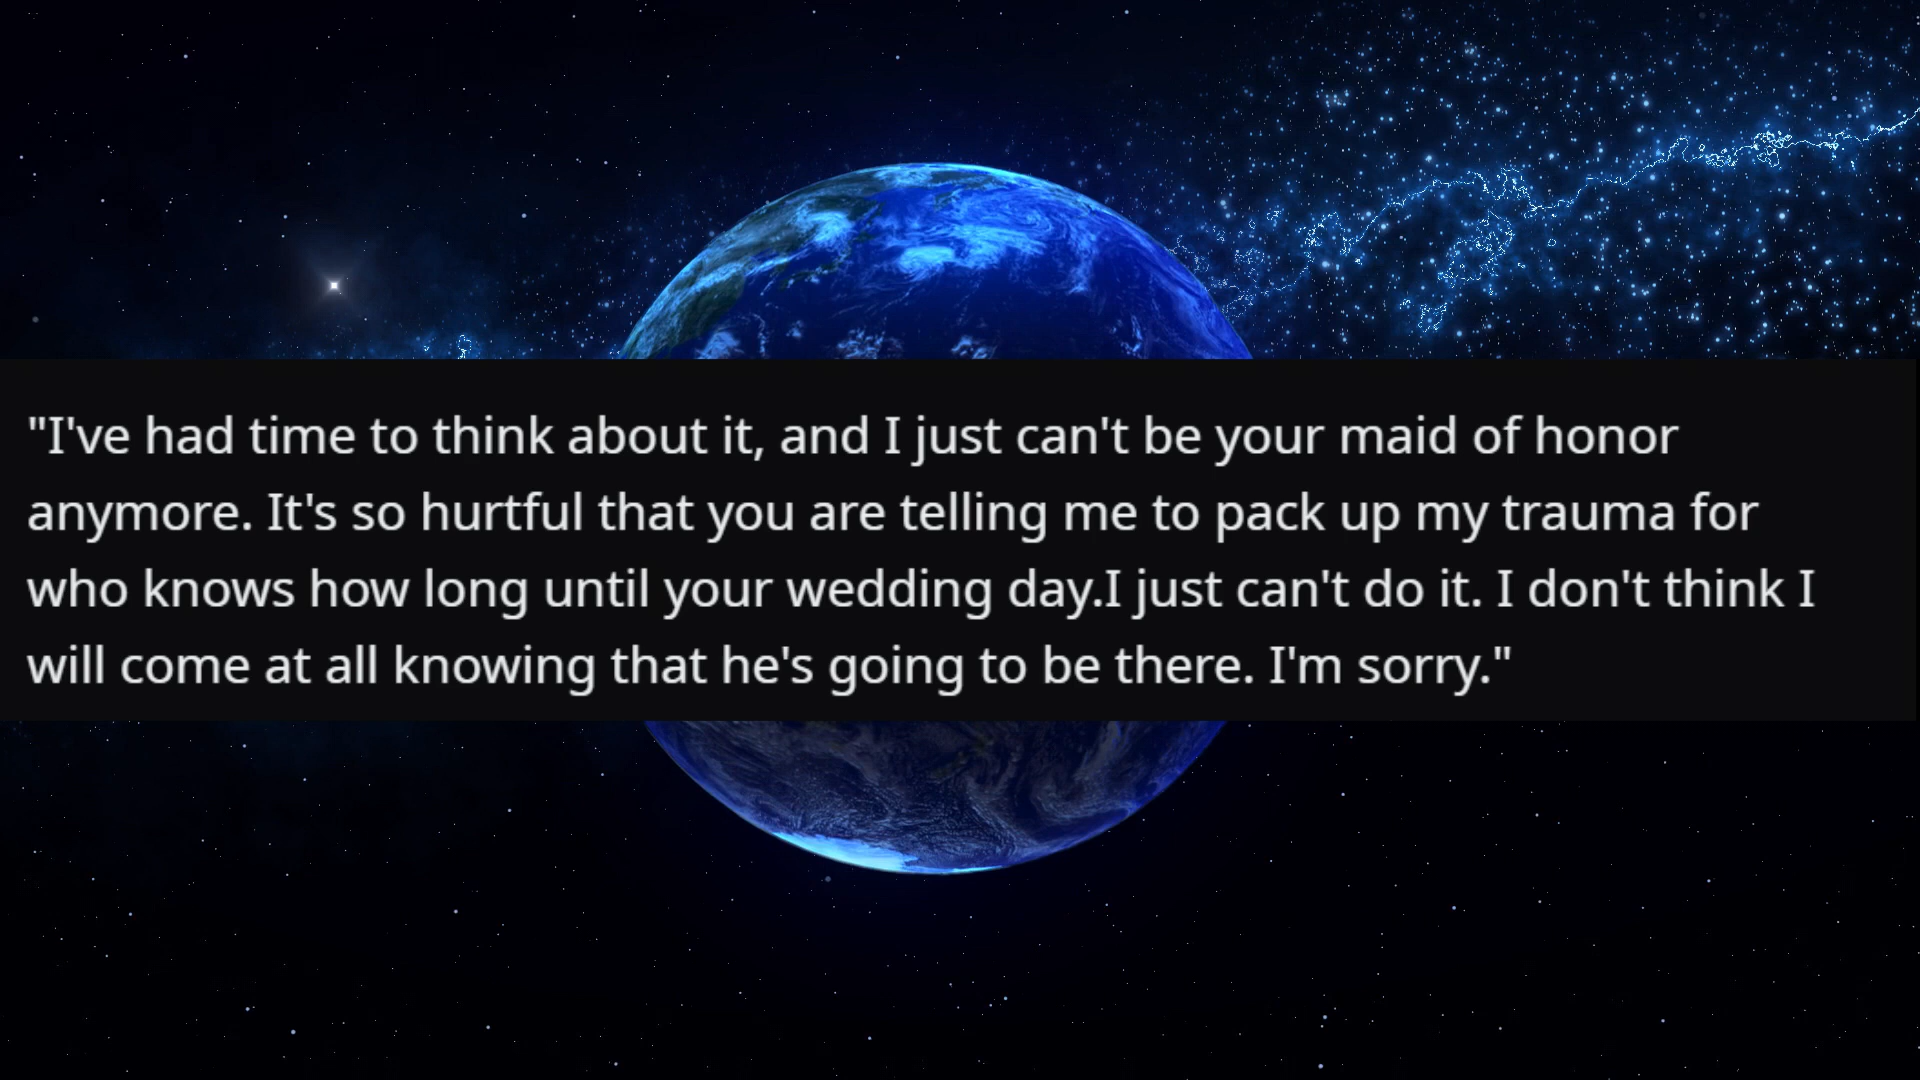 "I've had time to think about it, and I just can't be your maid of honor
anymore. It's so hurtful that you are telling me to pack up my trauma for
who knows how long until your wedding day.I just can't do it. I don't think I
will come at all knowing that he's going to be there. I'm sorry."